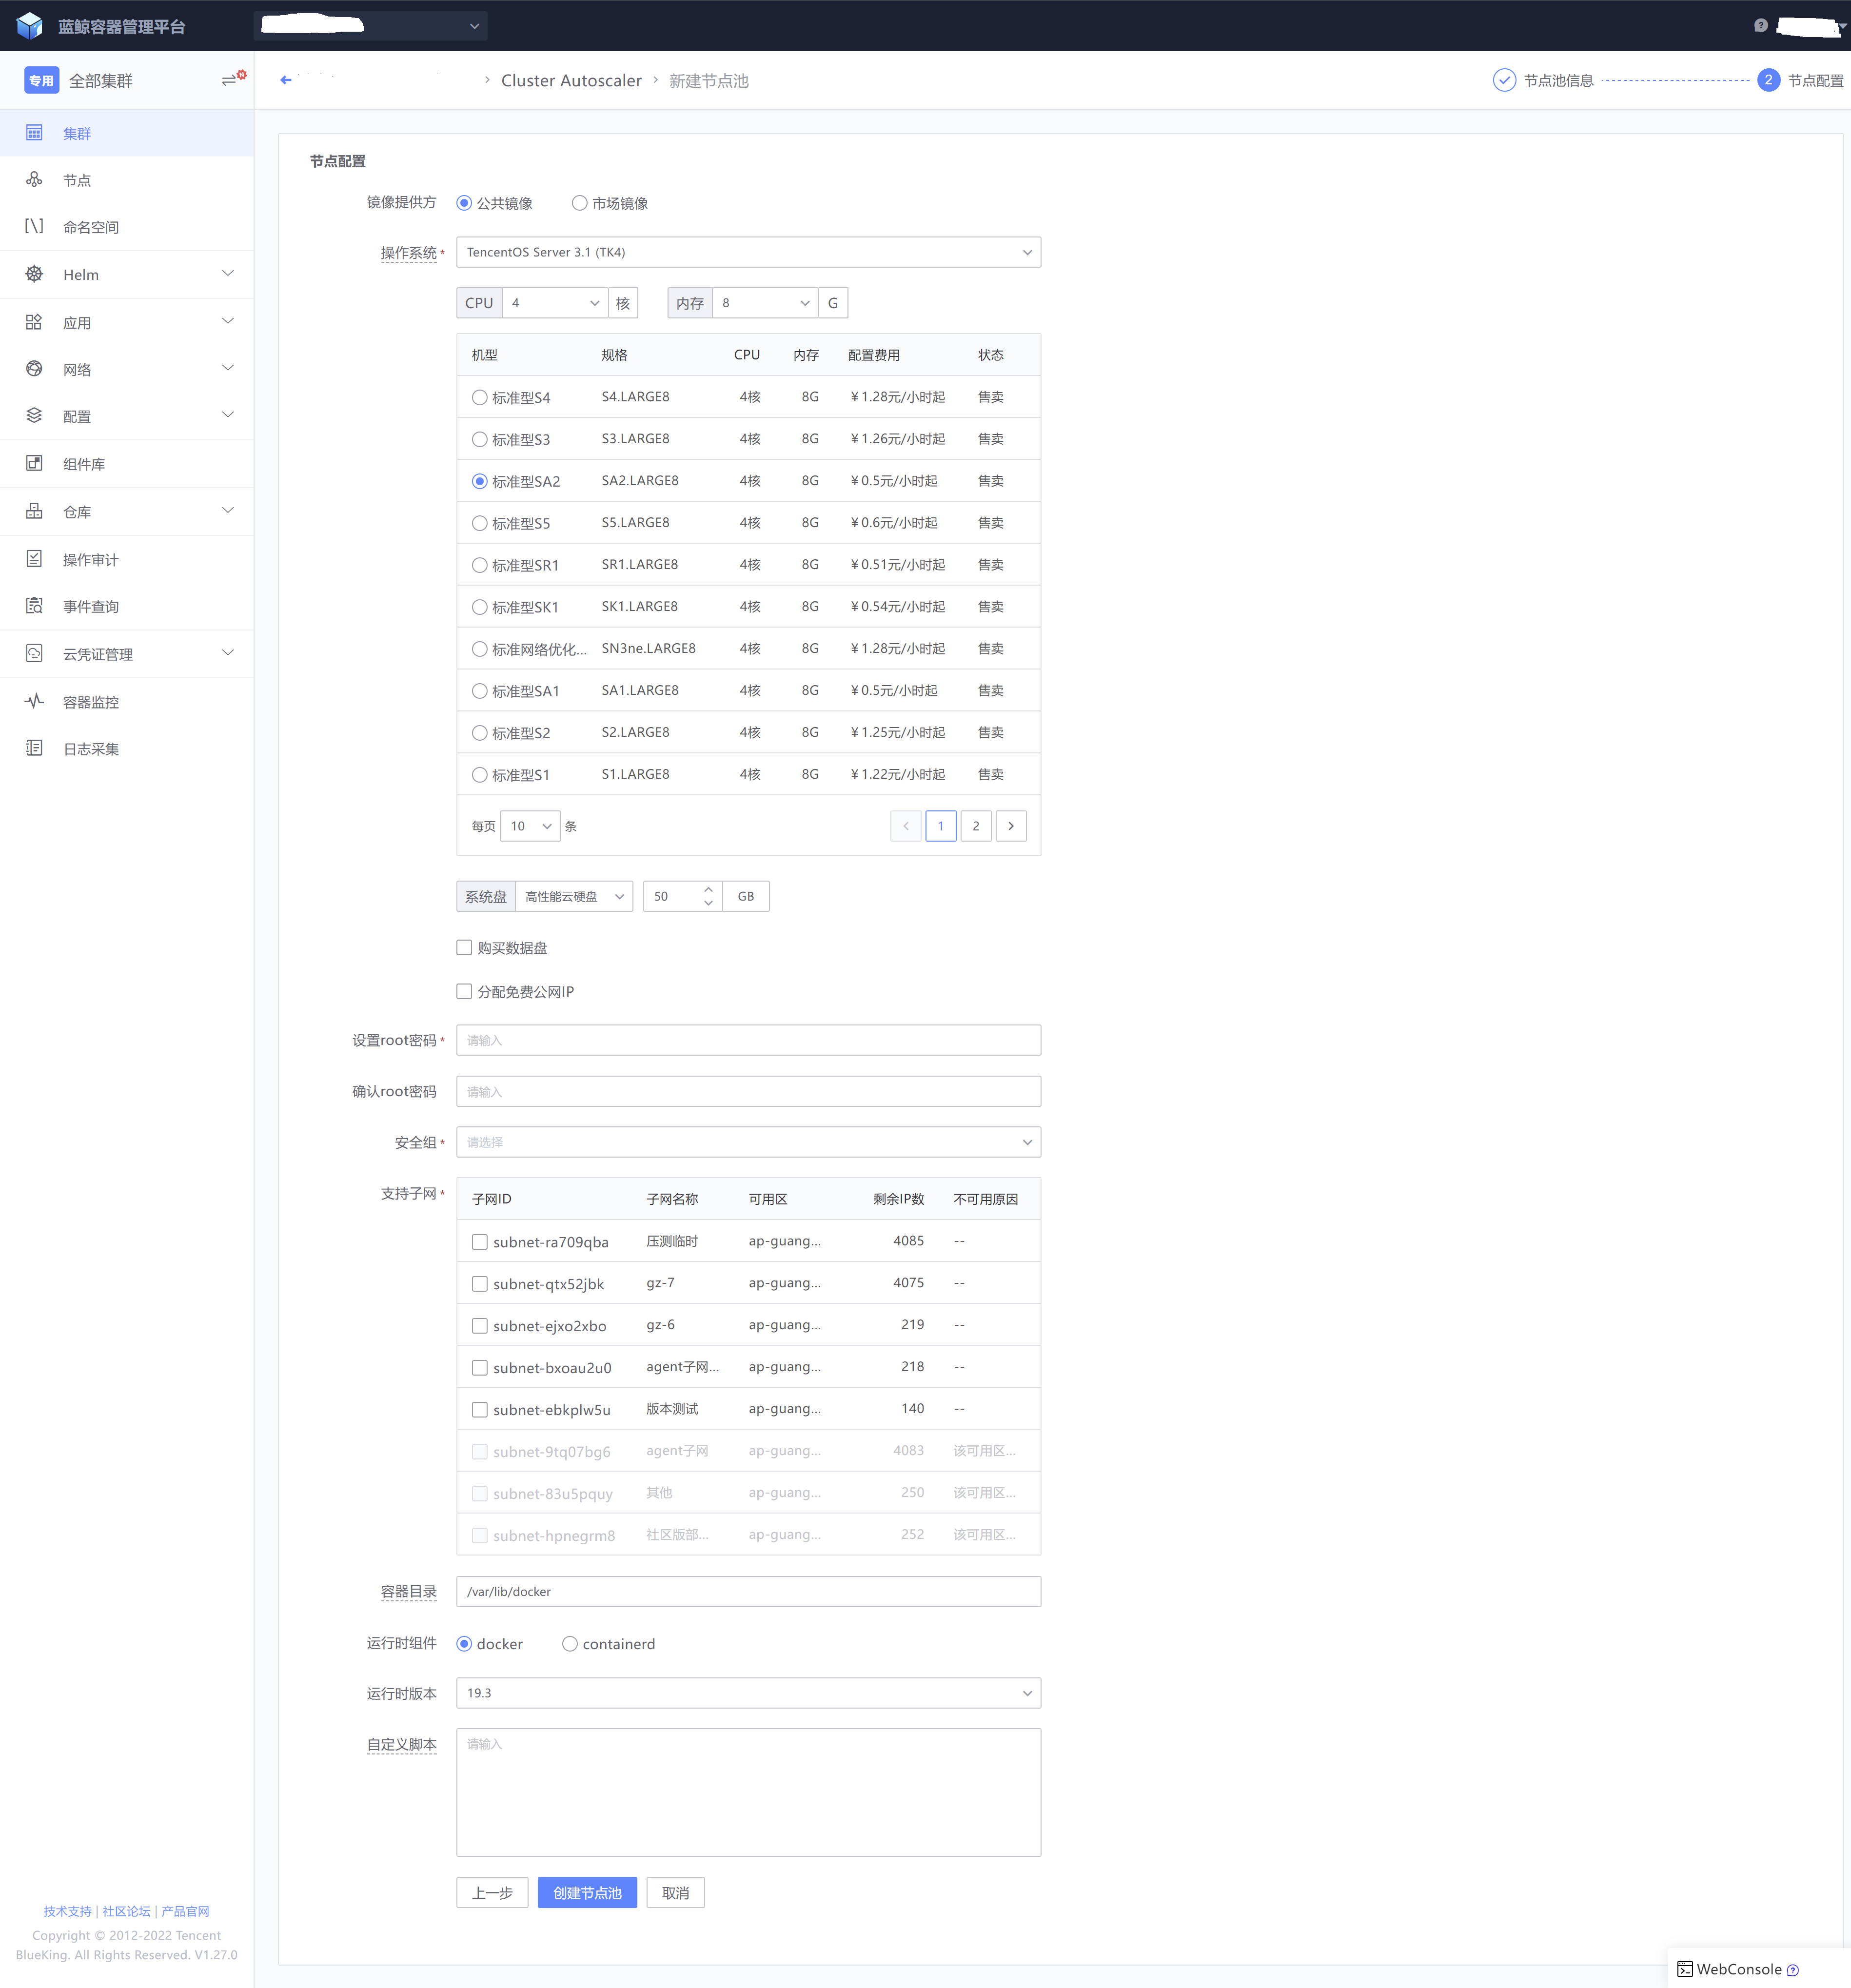 蓝鲸容器管理平台
专用 全部集群
Cluster Autoscaler > 新建节点池
节点池信息 2 节点配置
集群
节点
命名空间
Helm
应用
网络
配置
组件库
仓库
操作审计
事件查询
云凭证管理
容器监控
日志采集
节点配置
镜像提供方 公共镜像 市场镜像
操作系统 * TencentOS Server 3.1 (TK4)
CPU 4 核 内存 8 G
机型 规格 CPU 内存 配置费用 状态
标准型S4 S4.LARGE8 4核 8G ¥1.28元/小时起 售卖
标准型S3 S3.LARGE8 4核 8G ¥1.26元/小时起 售卖
标准型SA2 SA2.LARGE8 4核 8G ¥0.5元/小时起 售卖
标准型S5 S5.LARGE8 4核 8G ¥0.6元/小时起 售卖
标准型SR1 SR1.LARGE8 4核 8G ¥0.51元/小时起 售卖
标准型SK1 SK1.LARGE8 4核 8G ¥0.54元/小时起 售卖
标准网络优化... SN3ne.LARGE8 4核 8G ¥1.28元/小时起 售卖
标准型SA1 SA1.LARGE8 4核 8G ¥0.5元/小时起 售卖
标准型S2 S2.LARGE8 4核 8G ¥1.25元/小时起 售卖
标准型S1 S1.LARGE8 4核 8G ¥1.22元/小时起 售卖
每页 10 条 1 2
系统盘 高性能云硬盘 50 GB
购买数据盘
分配免费公网IP
设置root密码 * 请输入
确认root密码 请输入
安全组 * 请选择
支持子网 * 子网ID 子网名称 可用区 剩余IP数 不可用原因
subnet-ra709qba 压测临时 ap-guang... 4085 --
subnet-qtx52jbk gz-7 ap-guang... 4075 --
subnet-ejxo2xbo gz-6 ap-guang... 219 --
subnet-bxoau2u0 agent子网... ap-guang... 218 --
subnet-ebkplw5u 版本测试 ap-guang... 140 --
subnet-9tq07bg6 agent子网 ap-guang... 4083 该可用区...
subnet-83u5pquy 其他 ap-guang... 250 该可用区...
subnet-hpnegrm8 社区版部... ap-guang... 252 该可用区...
容器目录 /var/lib/docker
运行时组件 docker containerd
运行时版本 19.3
自定义脚本 请输入
上一步 创建节点池 取消
技术支持 | 社区论坛 | 产品官网
Copyright © 2012-2022 Tencent
BlueKing. All Rights Reserved. V1.27.0
WebConsole